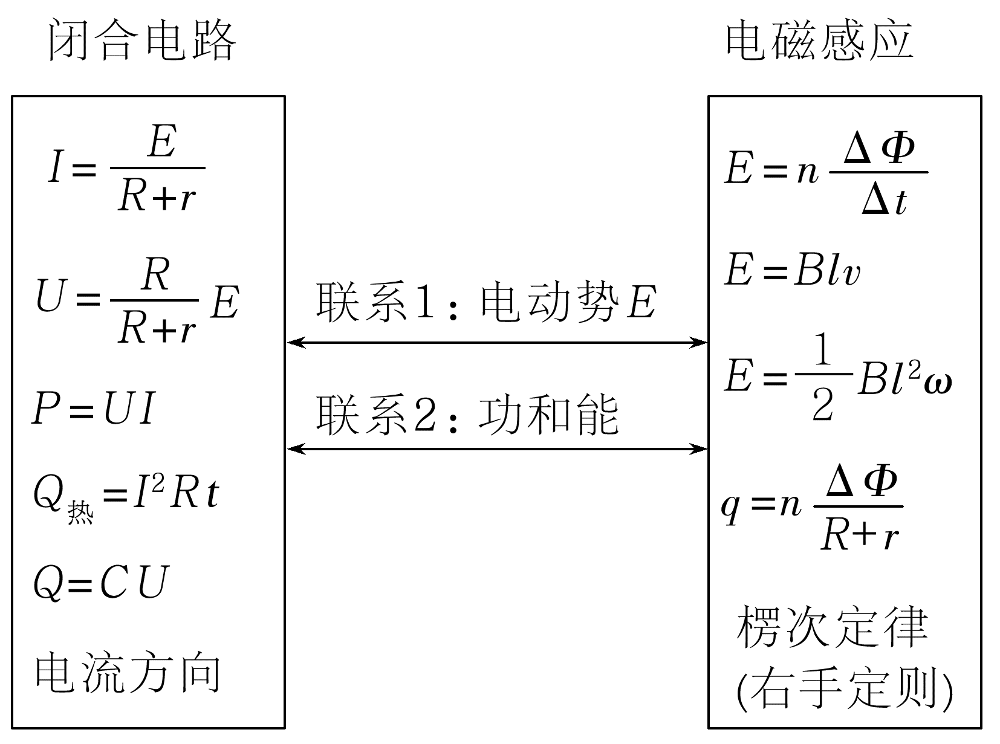 闭合电路
I=E/(R+r)
U=R/(R+r) E
P=UI
Q热=I²Rt
Q=CU
电流方向
联系1：电动势E
联系2：功和能
电磁感应
E=n ΔΦ/Δt
E=Blv
E=1/2 Bl²ω
q=n ΔΦ/(R+r)
楞次定律
(右手定则)